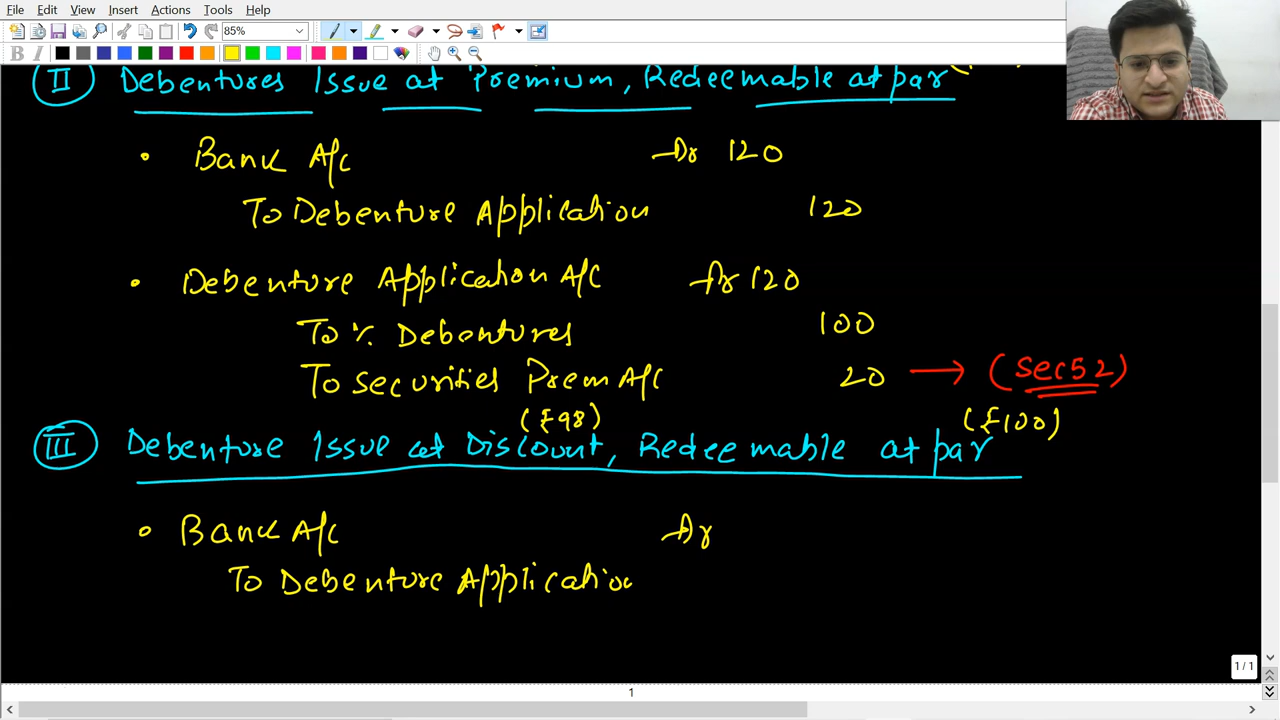 File Edit View Insert Actions Tools Help
85%
B I
II Debentures Issue at Premium, Redeemable at par
• Bank A/c Dr 120
To Debenture Application 120
• Debenture Application A/c Dr 120
To % Debentures 100
To Securities Prem A/c 20 → (Sec 52)
(₹98) (₹100)
III Debenture Issue at Discount, Redeemable at par
• Bank A/c Dr
To Debenture Application
1/1
1